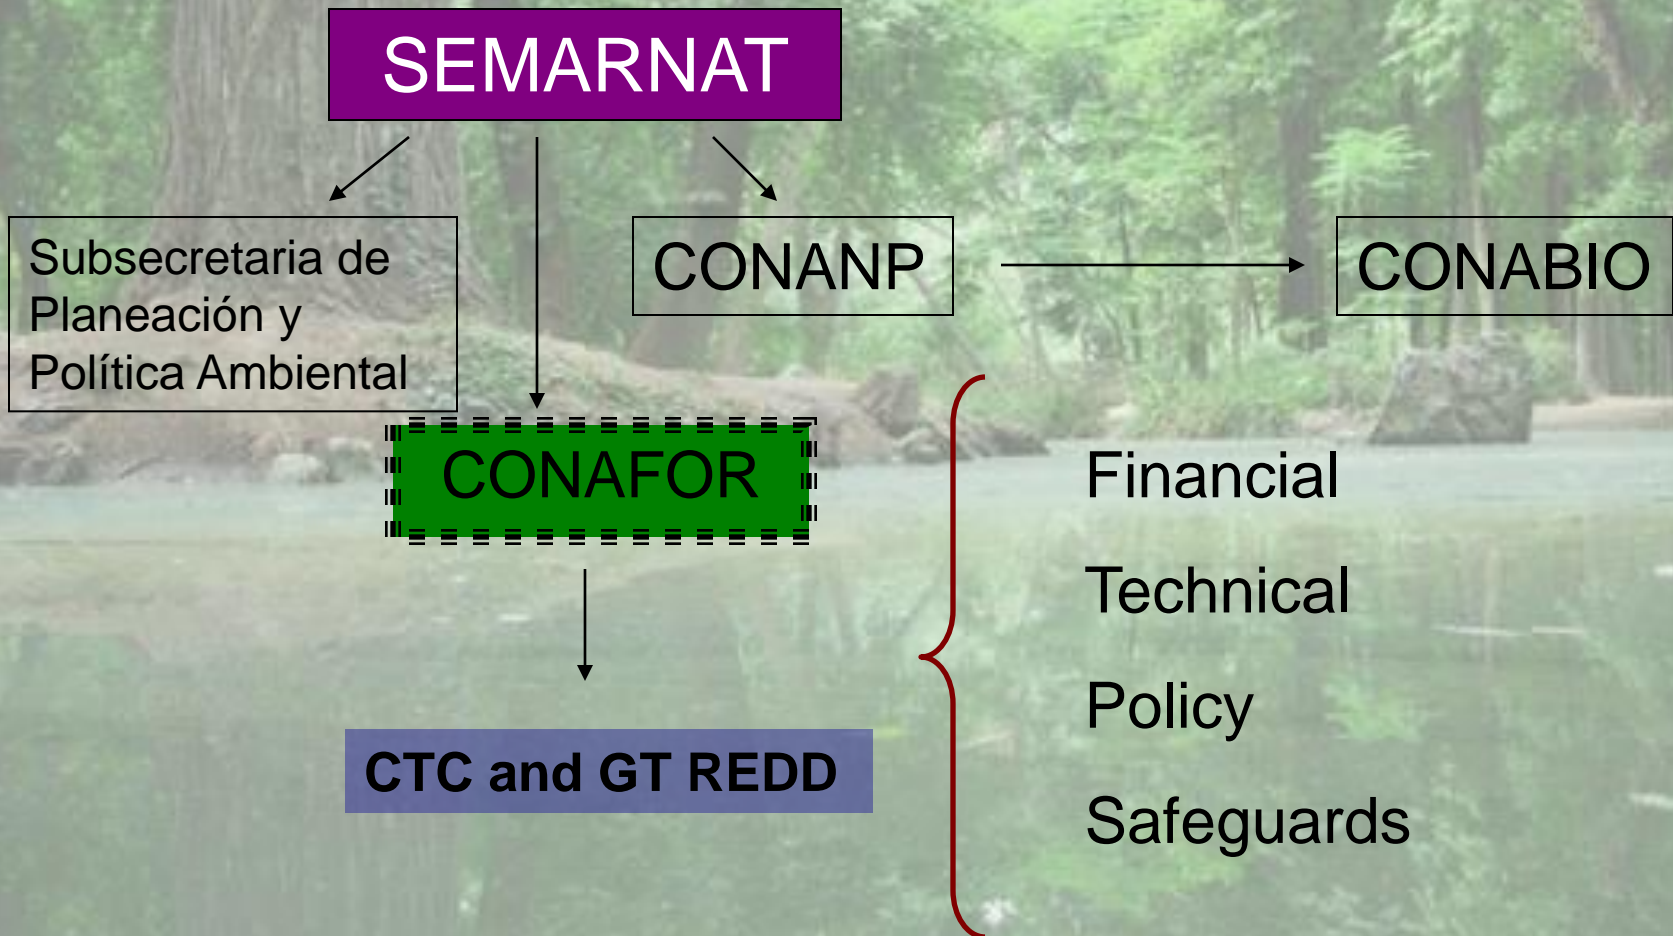 SEMARNAT
Subsecretaria de
Planeación y
Política Ambiental
CONANP
CONABIO
CONAFOR
CTC and GT REDD
Financial
Technical
Policy
Safeguards